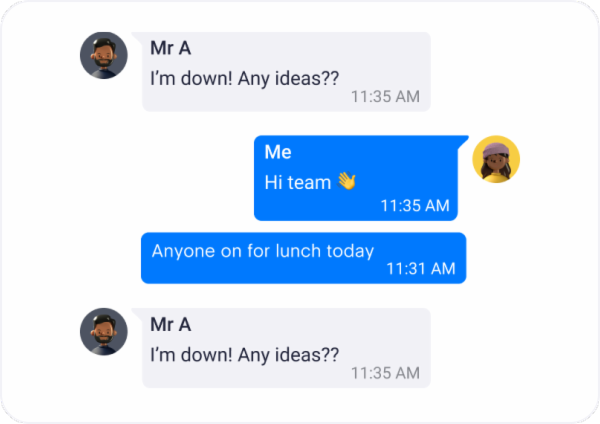 Mr A
I’m down! Any ideas??
11:35 AM
Me
Hi team 👋
11:35 AM
Anyone on for lunch today
11:31 AM
Mr A
I’m down! Any ideas??
11:35 AM